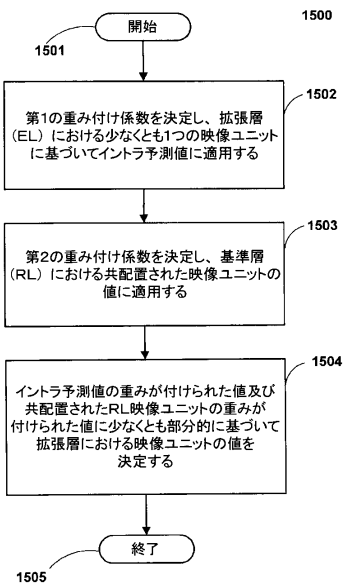 1500
1501
開始
1502
第1の重み付け係数を決定し、拡張層
(EL)における少なくとも1つの映像ユニット
に基づいてイントラ予測値に適用する
1503
第2の重み付け係数を決定し、基準層
(RL)における共配置された映像ユニットの
値に適用する
1504
イントラ予測値の重みが付けられた値及び
共配置されたRL映像ユニットの重みが
付けられた値に少なくとも部分的に基づいて
拡張層における映像ユニットの値を
決定する
終了
1505